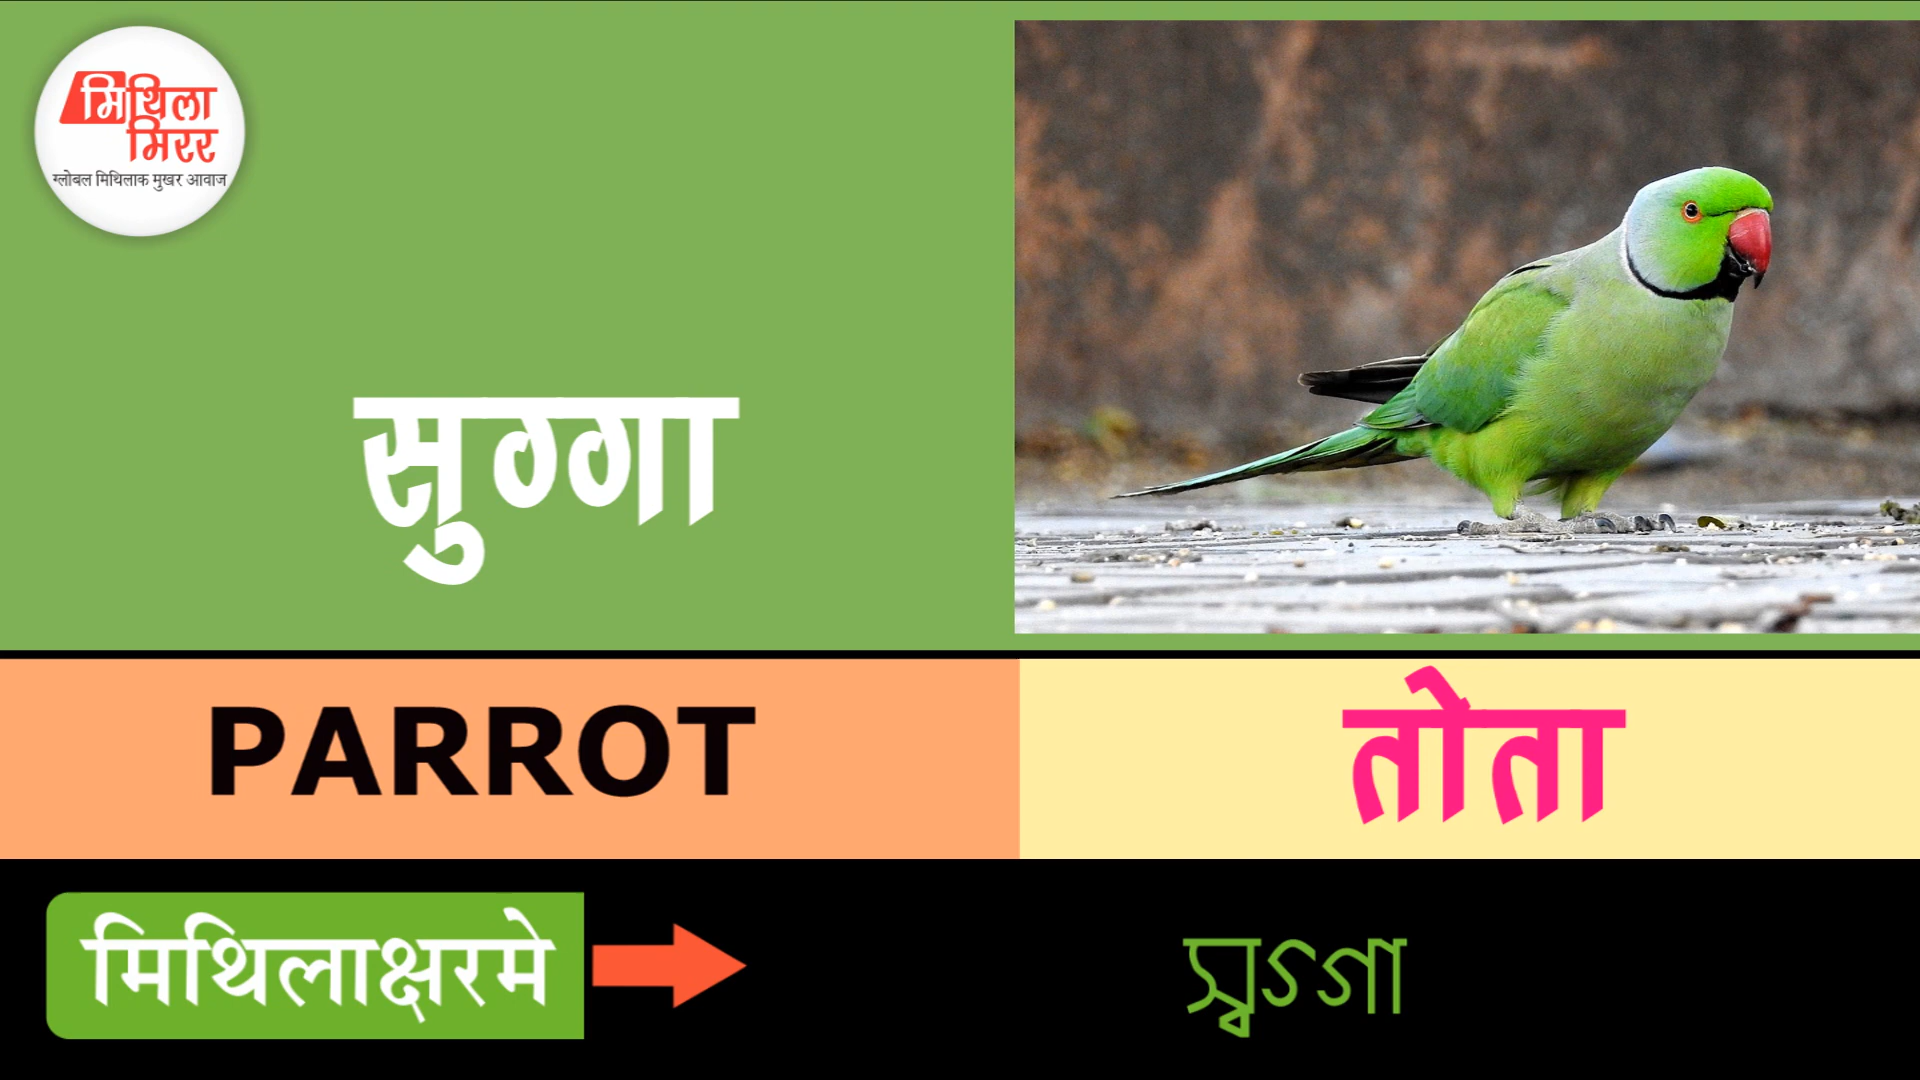 मिथिला
मिरर
ग्लोबल मिथिलाक मुखर आवाज
सुग्गा
PARROT
तोता
मिथिलाक्षरमे
𑒮𑒳𑒑𑓂𑒑𑒰